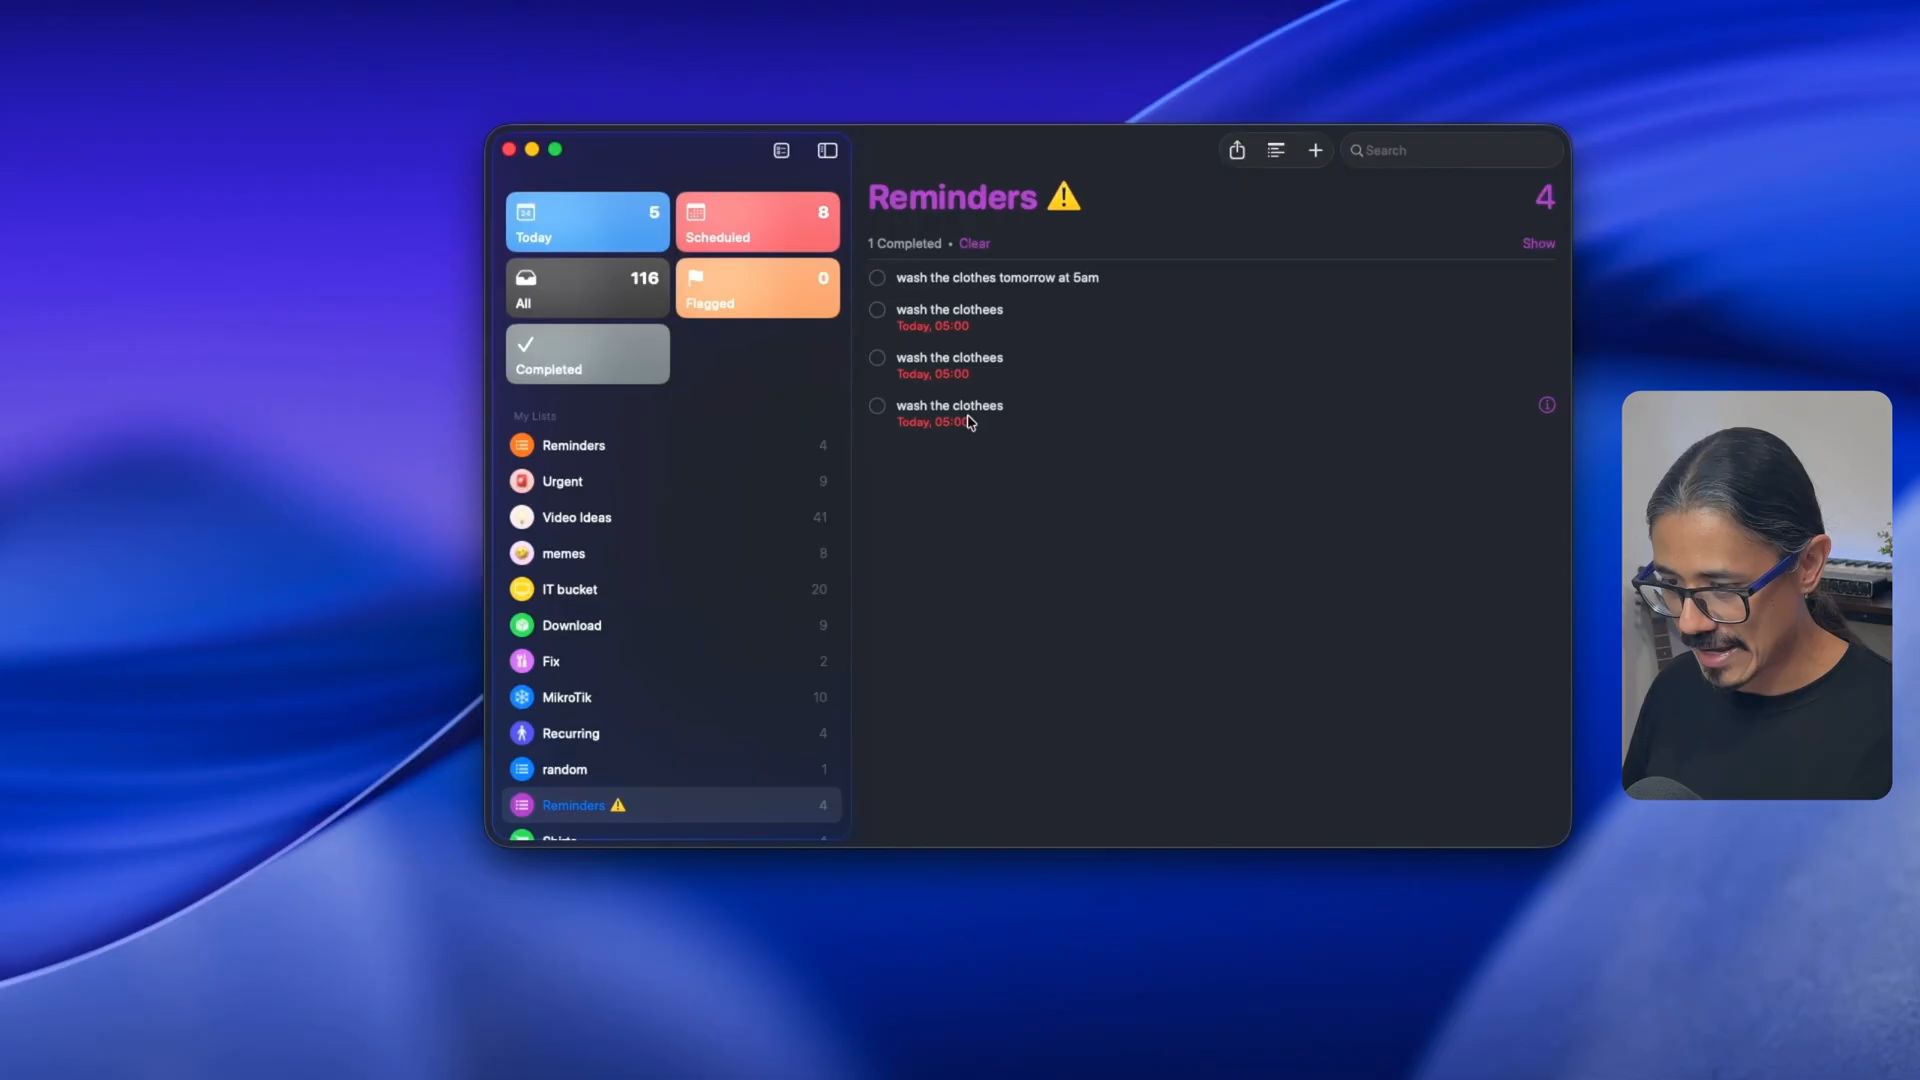 24
5
Today
8
Scheduled
116
All
0
Flagged
Completed
My Lists
Reminders 4
Urgent 9
Video Ideas 41
memes 8
IT bucket 20
Download 9
Fix 2
MikroTik 10
Recurring 4
random 1
Reminders ⚠️ 4
Search
Reminders ⚠️ 4
1 Completed • Clear Show
wash the clothes tomorrow at 5am
wash the clothees
Today, 05:00
wash the clothees
Today, 05:00
wash the clothees
Today, 05:00